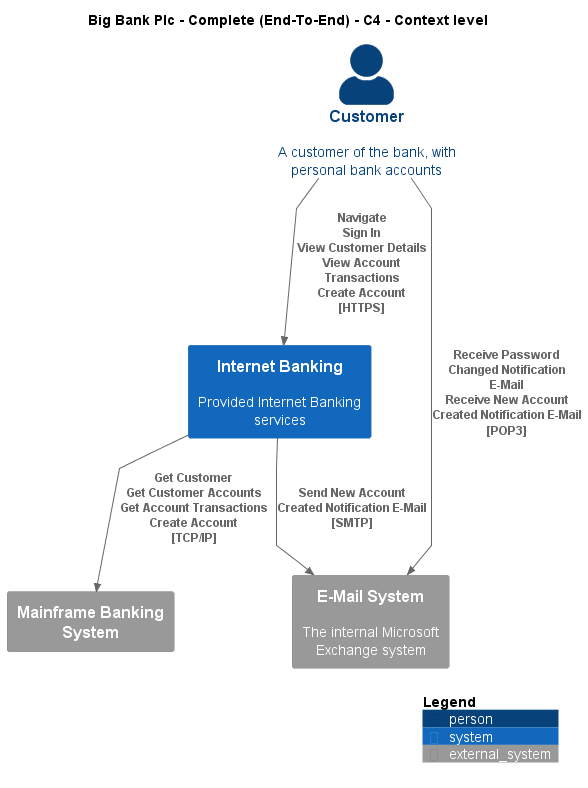 Big Bank Plc - Complete (End-To-End) - C4 - Context level
Customer
A customer of the bank, with
personal bank accounts
Navigate
Sign In
View Customer Details
View Account
Transactions
Create Account
[HTTPS]
Internet Banking
Provided Internet Banking
services
Receive Password
Changed Notification
E-Mail
Receive New Account
Created Notification E-Mail
[POP3]
Get Customer
Get Customer Accounts
Get Account Transactions
Create Account
[TCP/IP]
Send New Account
Created Notification E-Mail
[SMTP]
Mainframe Banking
System
E-Mail System
The internal Microsoft
Exchange system
Legend
person
system
external_system